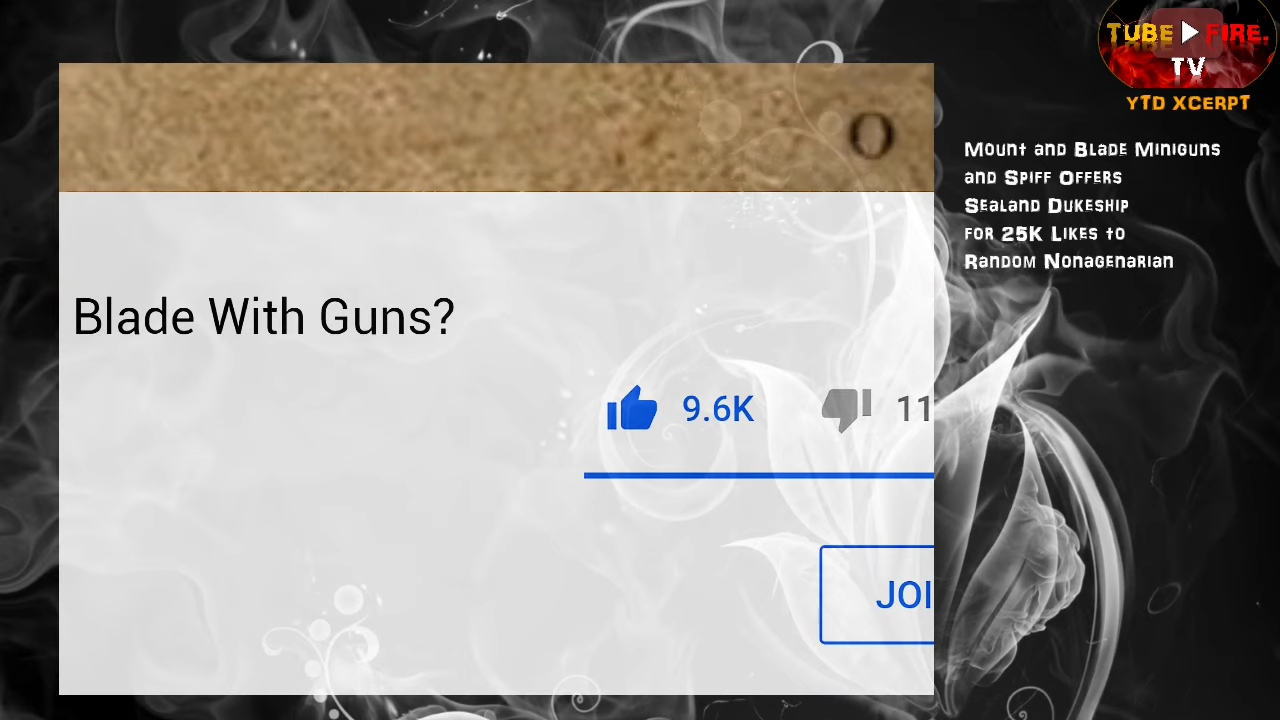 TUBE FIRE.
TV
YTD XCERPT
O
Mount and Blade Miniguns
and Spiff Offers
Sealand Dukeship
for 25K Likes to
Random Nonagenarian
Blade With Guns?
9.6K 11
JOI